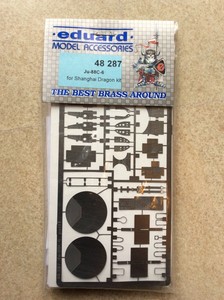 eduard
MODEL ACCESSORIES
48 287
Ju-88C-6
for Shanghai Dragon kit
THE BEST BRASS AROUND